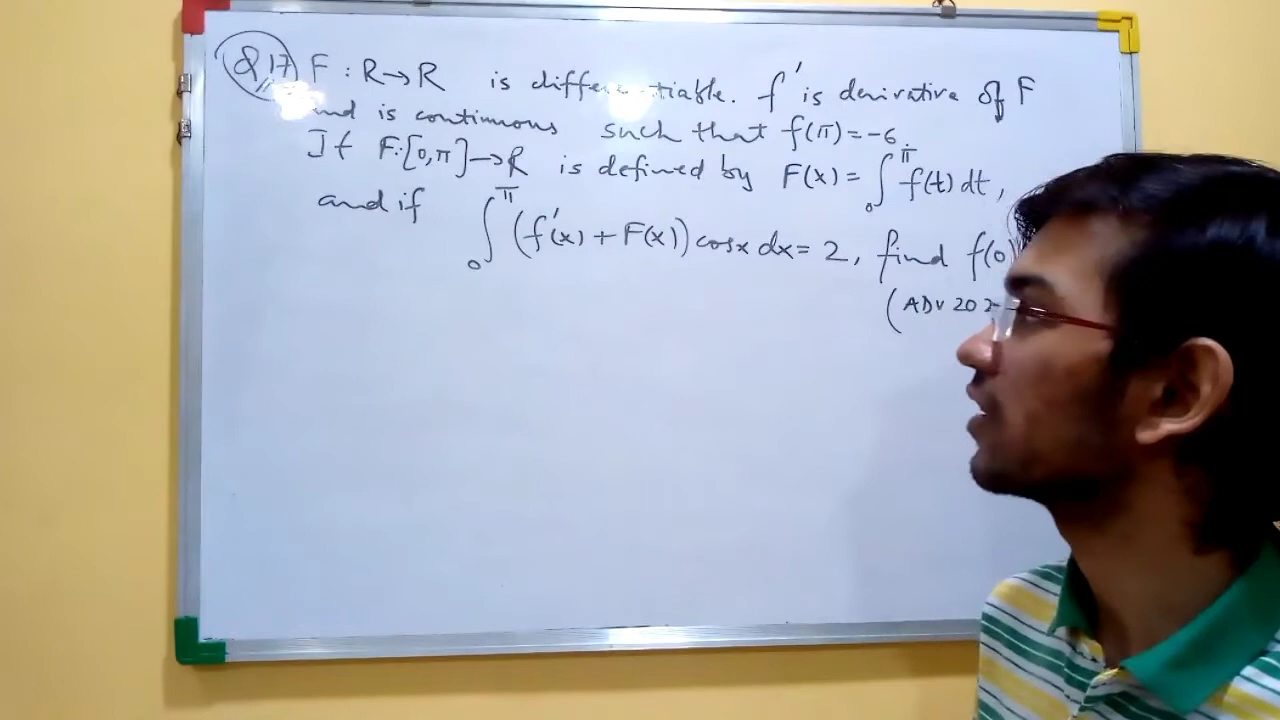 Q17 F : R→R is differentiable. f' is derivative of F
and is continuous such that f(π) = -6.
If F:[0,π]→R is defined by F(x) = ∫₀^π f(t) dt,
and if ∫₀^π (f'(x) + F(x)) cosx dx = 2, find f(0)
(ADV 202